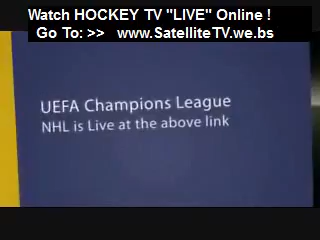 Watch HOCKEY TV "LIVE" Online !
Go To: >> www.SatelliteTV.we.bs
UEFA Champions League
NHL is Live at the above link